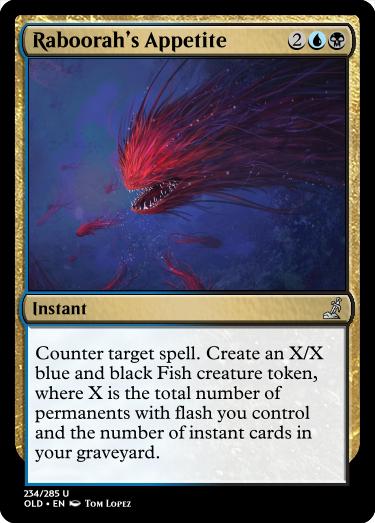 Raboorah's Appetite 2
Instant
Counter target spell. Create an X/X
blue and black Fish creature token,
where X is the total number of
permanents with flash you control
and the number of instant cards in
your graveyard.
234/285 U
OLD • EN Tom Lopez